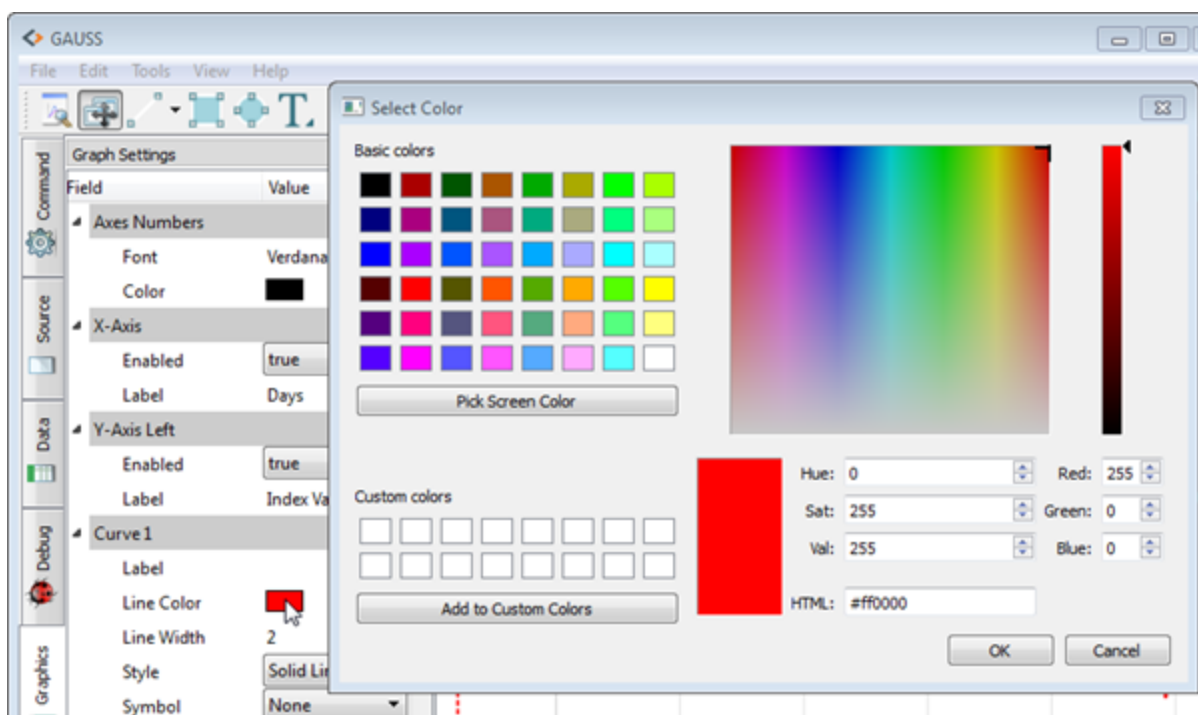 GAUSS
File Edit Tools View Help
Select Color
Command
Source
Data
Debug
Graphics
Graph Settings
Field Value
Axes Numbers
Font Verdana
Color
X-Axis
Enabled true
Label Days
Y-Axis Left
Enabled true
Label Index Va
Curve 1
Label
Line Color
Line Width 2
Style Solid Li
Symbol None
Basic colors
Pick Screen Color
Custom colors
Add to Custom Colors
Hue: 0 Red: 255
Sat: 255 Green: 0
Val: 255 Blue: 0
HTML: #ff0000
OK Cancel